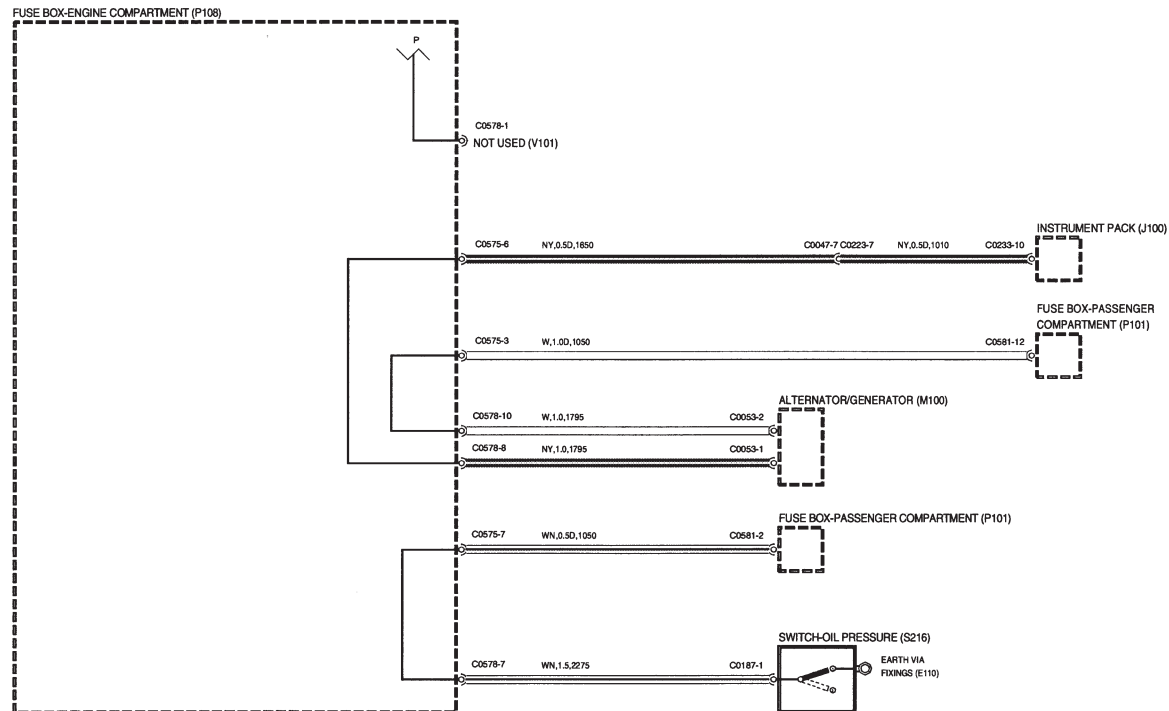 FUSE BOX-ENGINE COMPARTMENT (P108)
P
C0578-1
NOT USED (V101)
C0575-6 NY,0.5D,1650 C0047-7 C0223-7 NY,0.5D,1010 C0233-10
INSTRUMENT PACK (J100)
FUSE BOX-PASSENGER
COMPARTMENT (P101)
C0575-3 W,1.0D,1050 C0581-12
ALTERNATOR/GENERATOR (M100)
C0578-10 W,1.0,1795 C0053-2
C0578-8 NY,1.0,1795 C0053-1
FUSE BOX-PASSENGER COMPARTMENT (P101)
C0575-7 WN,0.5D,1050 C0581-2
SWITCH-OIL PRESSURE (S216)
C0578-7 WN,1.5,2275 C0187-1
EARTH VIA
FIXINGS (E110)